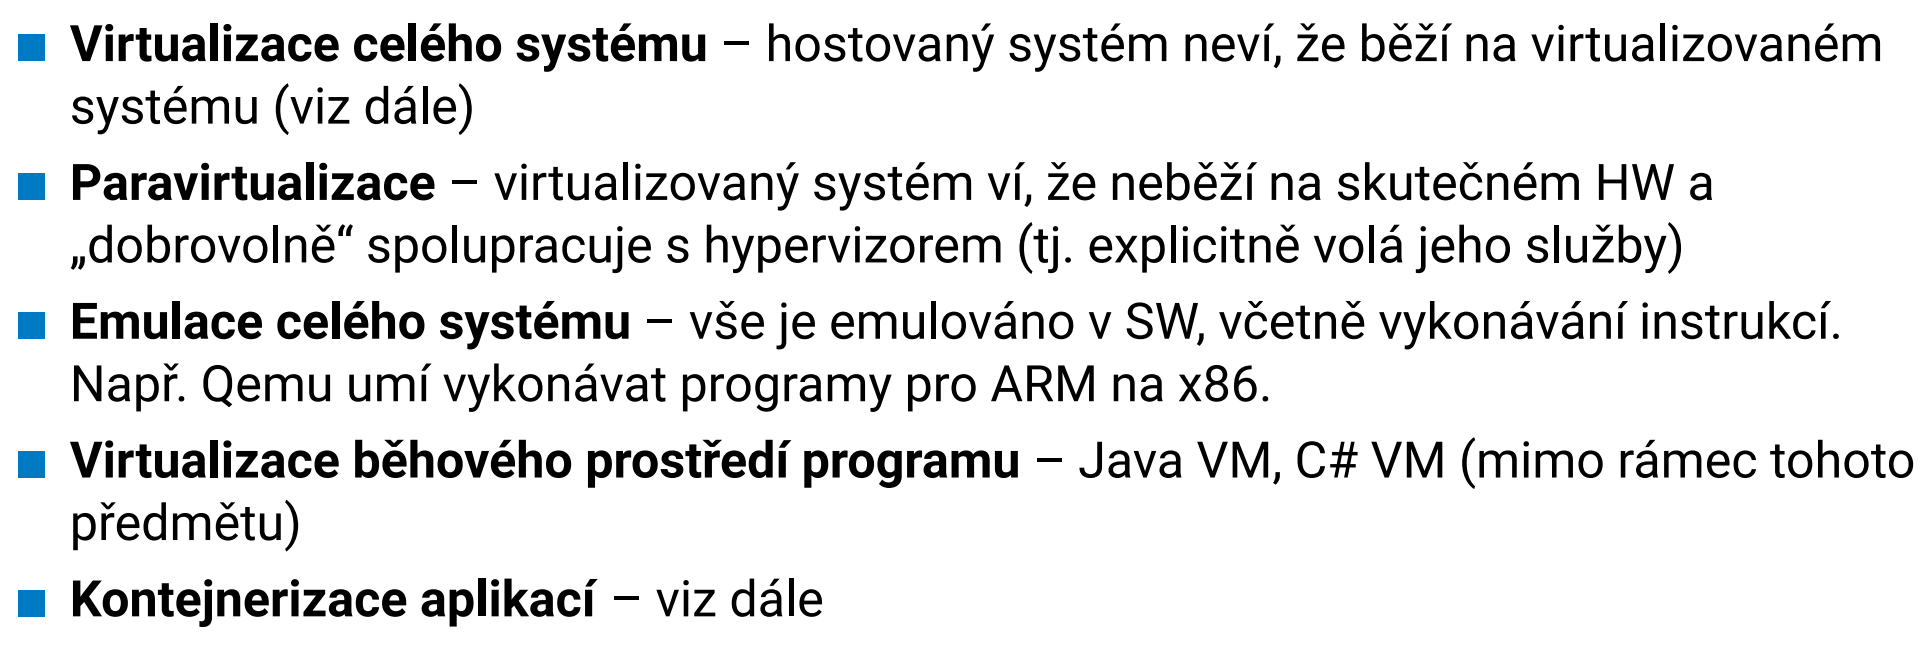 Virtualizace celého systému – hostovaný systém neví, že běží na virtualizovaném
systému (viz dále)
Paravirtualizace – virtualizovaný systém ví, že neběží na skutečném HW a
„dobrovolně“ spolupracuje s hypervizorem (tj. explicitně volá jeho služby)
Emulace celého systému – vše je emulováno v SW, včetně vykonávání instrukcí.
Např. Qemu umí vykonávat programy pro ARM na x86.
Virtualizace běhového prostředí programu – Java VM, C# VM (mimo rámec tohoto
předmětu)
Kontejnerizace aplikací – viz dále